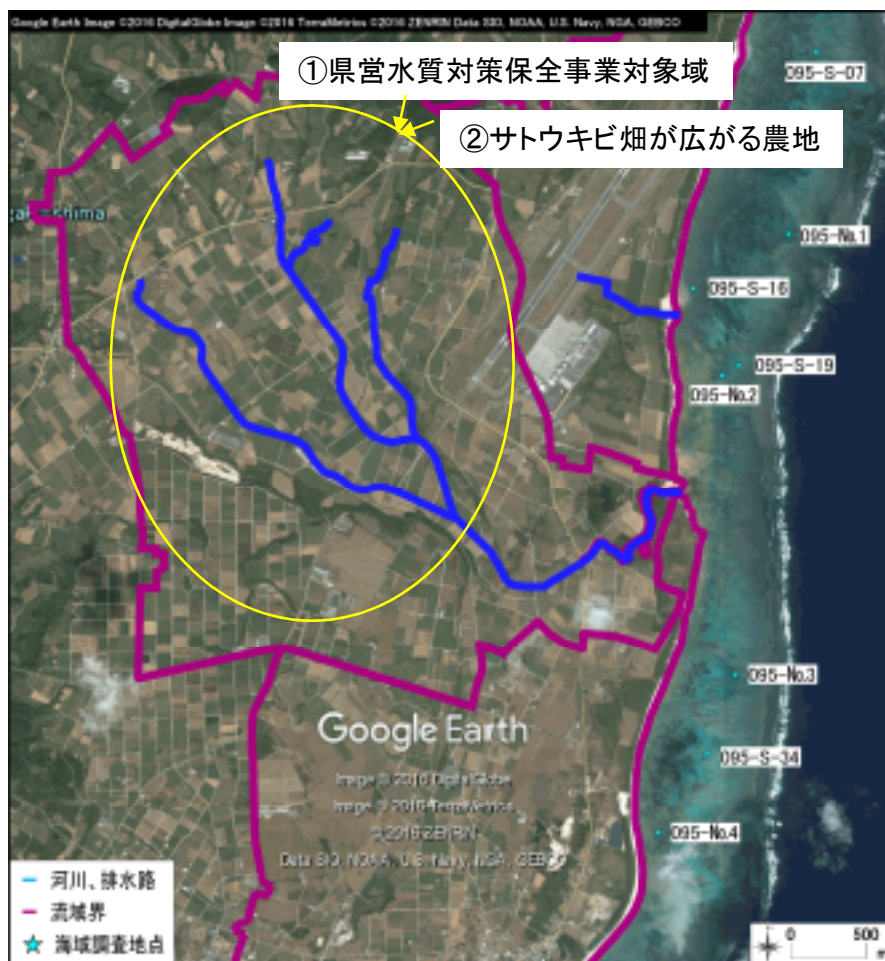 Google Earth Image ©2016 DigitalGlobe Image ©2016 TerraMetrics ©2016 ZENRIN Data SIO, NOAA, U.S. Navy, NGA, GEBCO
①県営水質対策保全事業対象域
②サトウキビ畑が広がる農地
095-S-07
095-No.1
095-S-16
095-S-19
095-No.2
095-No.3
095-S-34
095-No.4
Google Earth
Image © 2016 DigitalGlobe
Image © 2016 TerraMetrics
© 2016 ZENRIN
Data SIO, NOAA, U.S. Navy, NGA, GEBCO
河川、排水路
流域界
海域調査地点
0 500